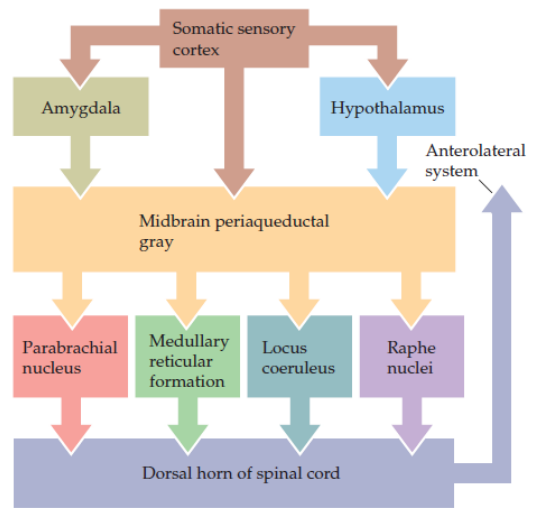 Somatic sensory
cortex
Amygdala
Hypothalamus
Anterolateral
system
Midbrain periaqueductal
gray
Parabrachial
nucleus
Medullary
reticular
formation
Locus
coeruleus
Raphe
nuclei
Dorsal horn of spinal cord